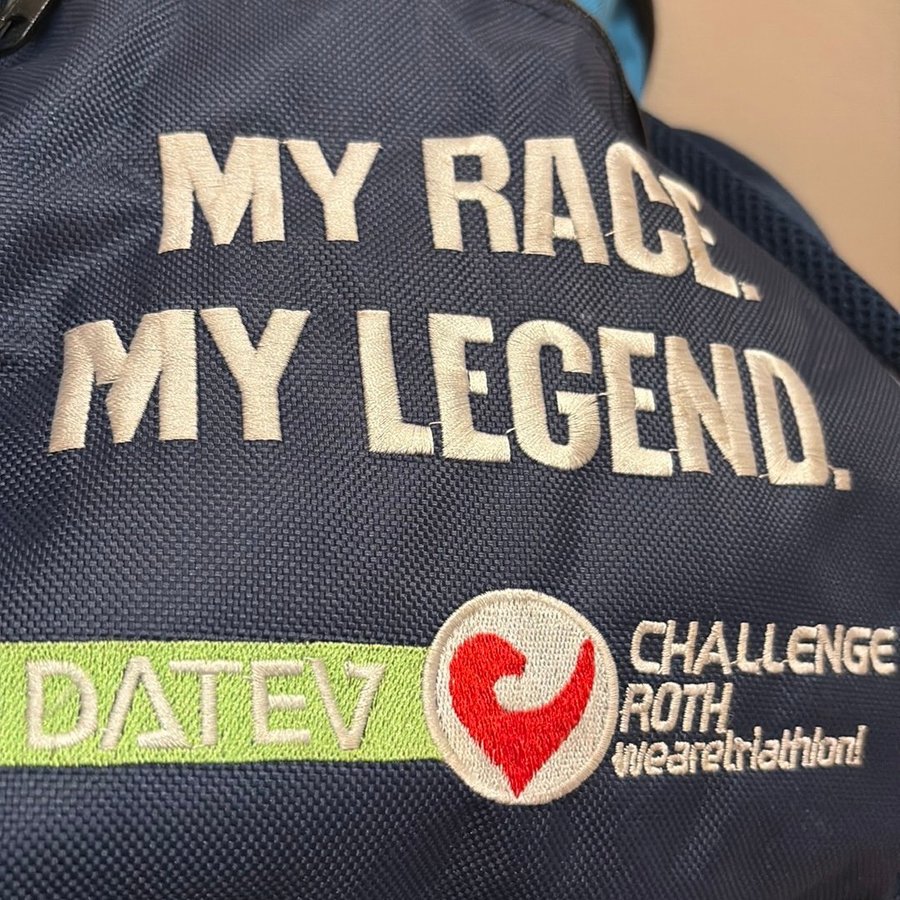 MY RACE.
MY LEGEND.
DATEV
CHALLENGE
ROTH
wearetriathlon!